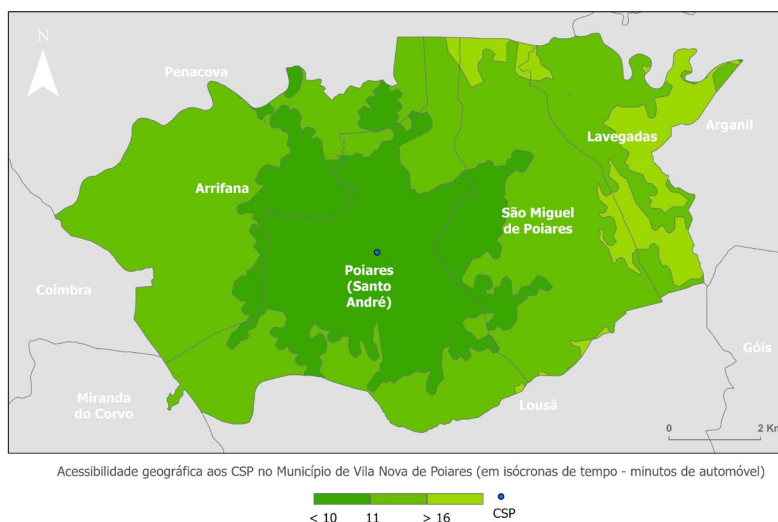 N
Penacova
Lavegadas
Arganil
Arrifana
São Miguel
de Poiares
Poiares
(Santo
André)
Coimbra
Góis
Miranda
do Corvo
Lousã
0 2 Km
Acessibilidade geográfica aos CSP no Município de Vila Nova de Poiares (em isócronas de tempo - minutos de automóvel)
< 10 11 > 16 CSP